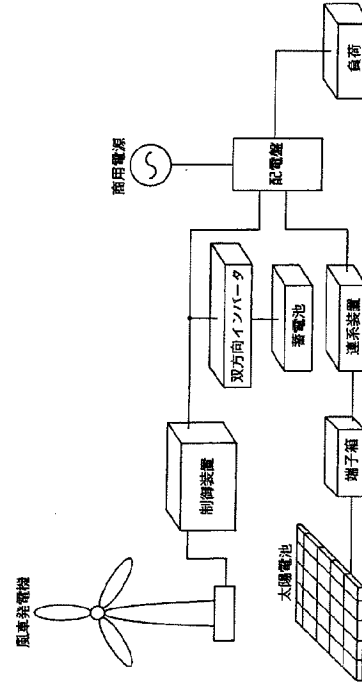 風車発電機
制御装置
商用電源
双方向インバータ
蓄電池
配電盤
負荷
太陽電池
端子箱
連系装置